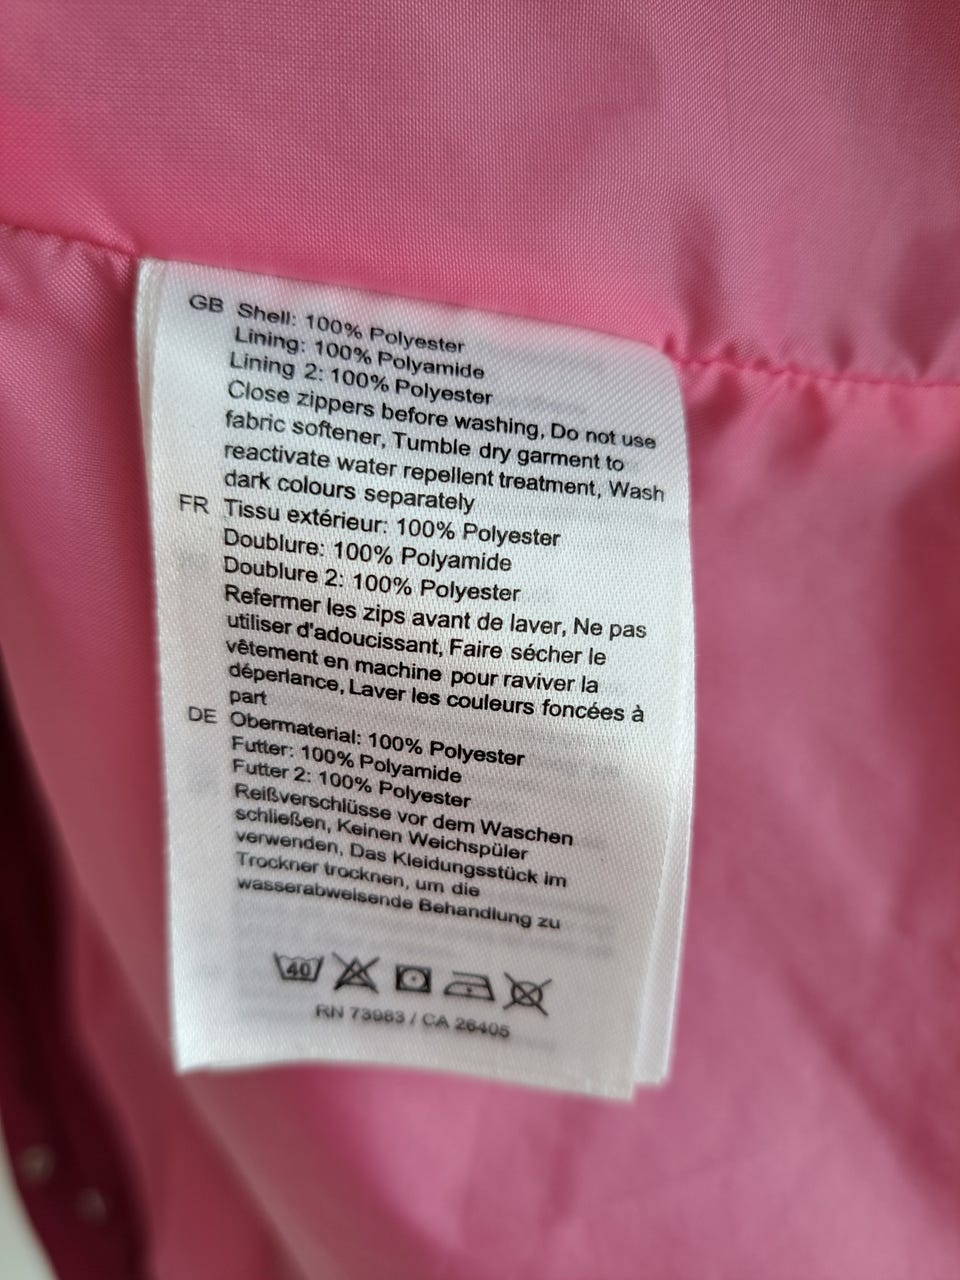 GB Shell: 100% Polyester
Lining: 100% Polyamide
Lining 2: 100% Polyester
Close zippers before washing, Do not use
fabric softener, Tumble dry garment to
reactivate water repellent treatment, Wash
dark colours separately
FR Tissu extérieur: 100% Polyester
Doublure: 100% Polyamide
Doublure 2: 100% Polyester
Refermer les zips avant de laver, Ne pas
utiliser d'adoucissant, Faire sécher le
vêtement en machine pour raviver la
déperlance, Laver les couleurs foncées à
part
DE Obermaterial: 100% Polyester
Futter: 100% Polyamide
Futter 2: 100% Polyester
Reißverschlüsse vor dem Waschen
schließen, Keinen Weichspüler
verwenden, Das Kleidungsstück im
Trockner trocknen, um die
wasserabweisende Behandlung zu
40
RN 73983 / CA 26405